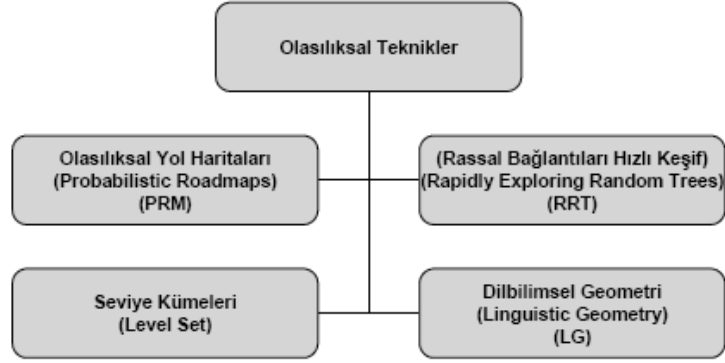 Olasılıksal Teknikler
Olasılıksal Yol Haritaları
(Probabilistic Roadmaps)
(PRM)
(Rassal Bağlantıları Hızlı Keşif)
(Rapidly Exploring Random Trees)
(RRT)
Seviye Kümeleri
(Level Set)
Dilbilimsel Geometri
(Linguistic Geometry)
(LG)